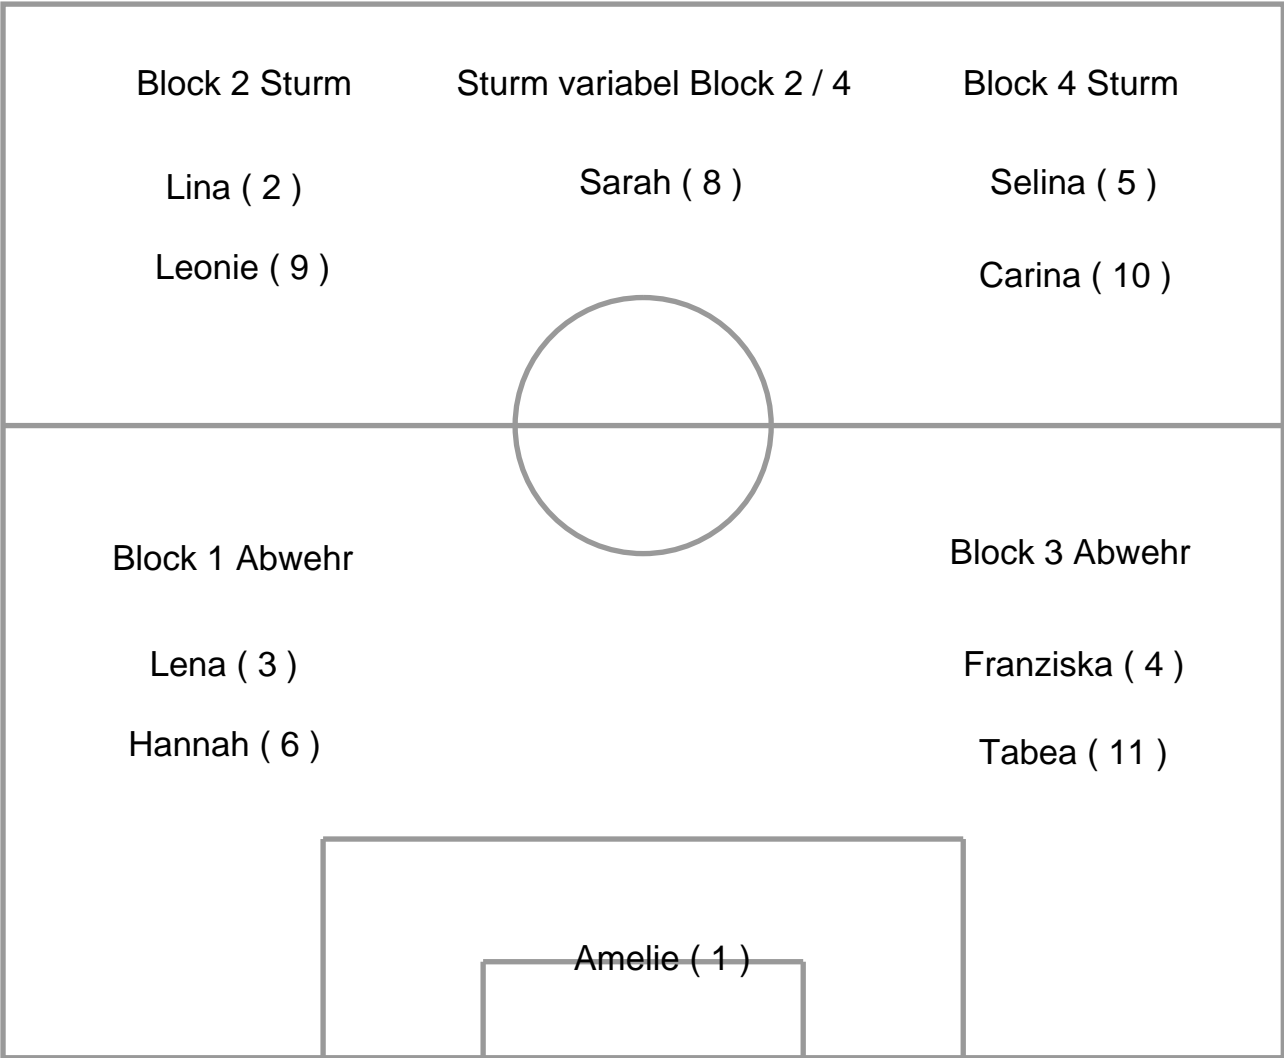 Block 2 Sturm
Sturm variabel Block 2 / 4
Block 4 Sturm
Lina ( 2 )
Sarah ( 8 )
Selina ( 5 )
Leonie ( 9 )
Carina ( 10 )
Block 1 Abwehr
Block 3 Abwehr
Lena ( 3 )
Franziska ( 4 )
Hannah ( 6 )
Tabea ( 11 )
Amelie ( 1 )